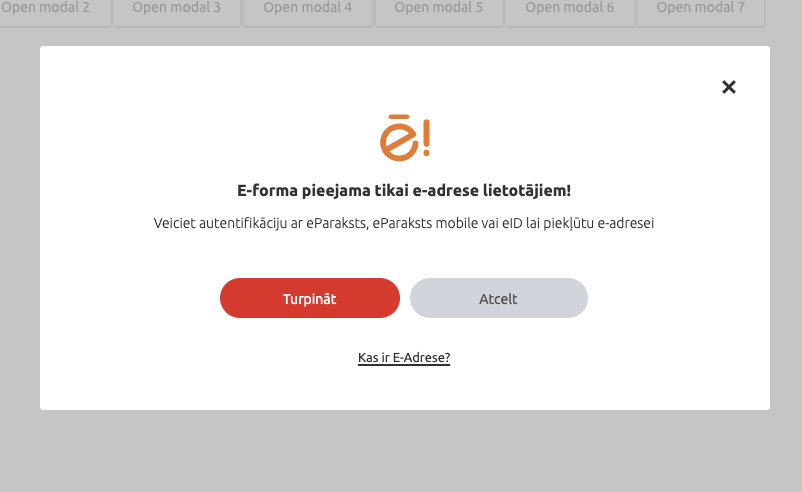 Open modal 2
Open modal 3
Open modal 4
Open modal 5
Open modal 6
Open modal 7
ē!
E-forma pieejama tikai e-adrese lietotājiem!
Veiciet autentifikāciju ar eParaksts, eParaksts mobile vai eID lai piekļūtu e-adresei
Turpināt
Atcelt
Kas ir E-Adrese?